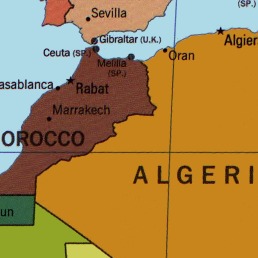 Sevilla
Gibraltar (U.K.)
(SP.)
Algier
Ceuta (SP.)
Oran
Melilla
(SP.)
asablanca
Rabat
Marrakech
OROCCO
ALGERI
un